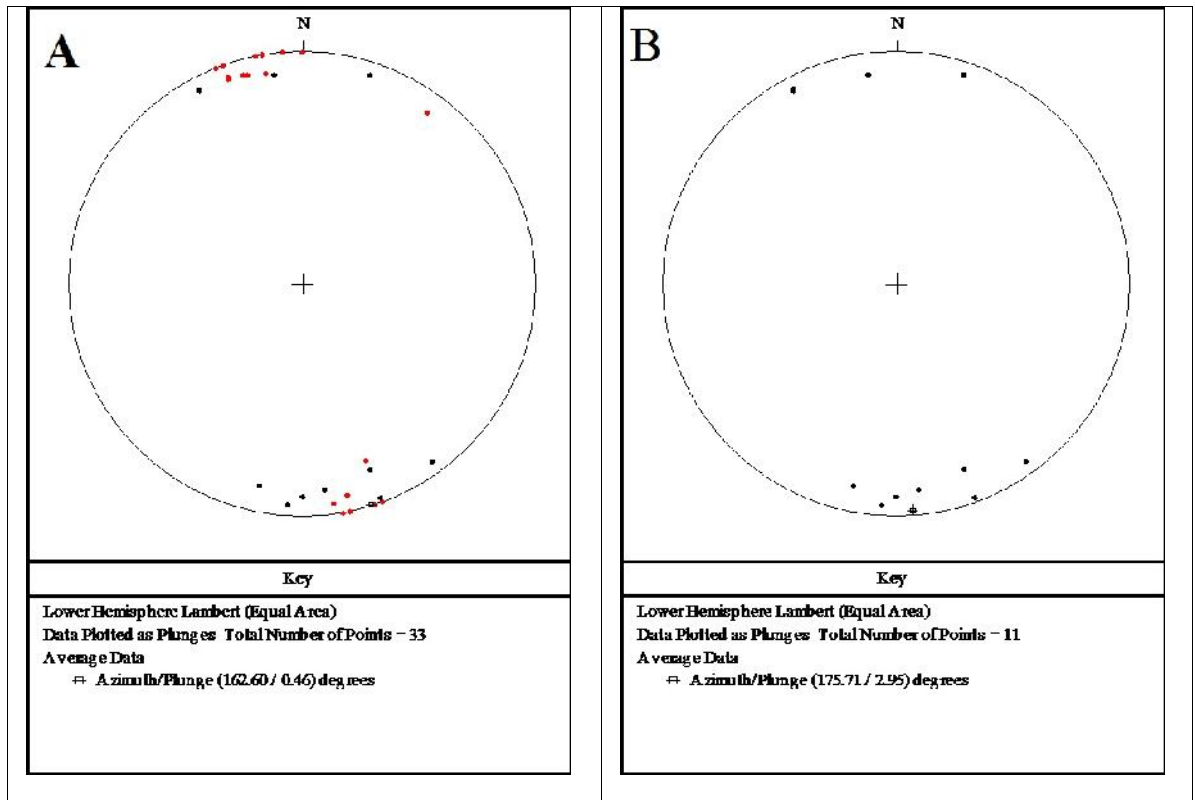 A
N
Key
Lower Hemisphere Lambert (Equal Area)
Data Plotted as Plunges Total Number of Points = 33
Average Data
Azimuth/Plunge (162.60 / 0.46) degrees
B
N
Key
Lower Hemisphere Lambert (Equal Area)
Data Plotted as Plunges Total Number of Points = 11
Average Data
Azimuth/Plunge (175.71 / 2.95) degrees